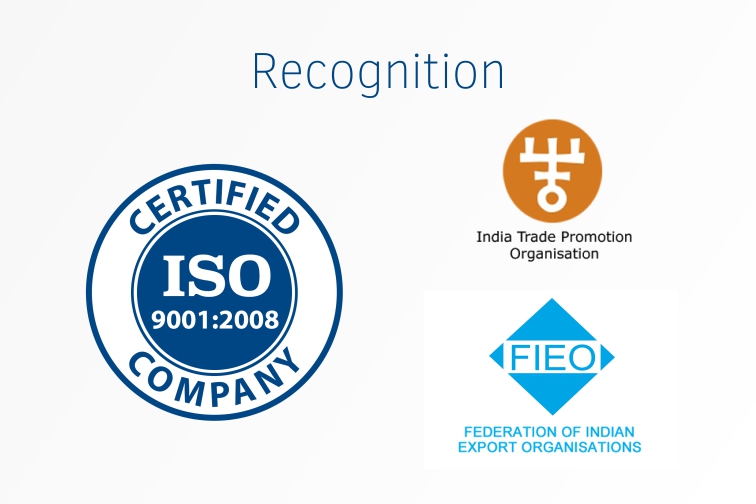 Recognition
CERTIFIED
ISO
9001:2008
COMPANY
India Trade Promotion
Organisation
FIEO
FEDERATION OF INDIAN
EXPORT ORGANISATIONS